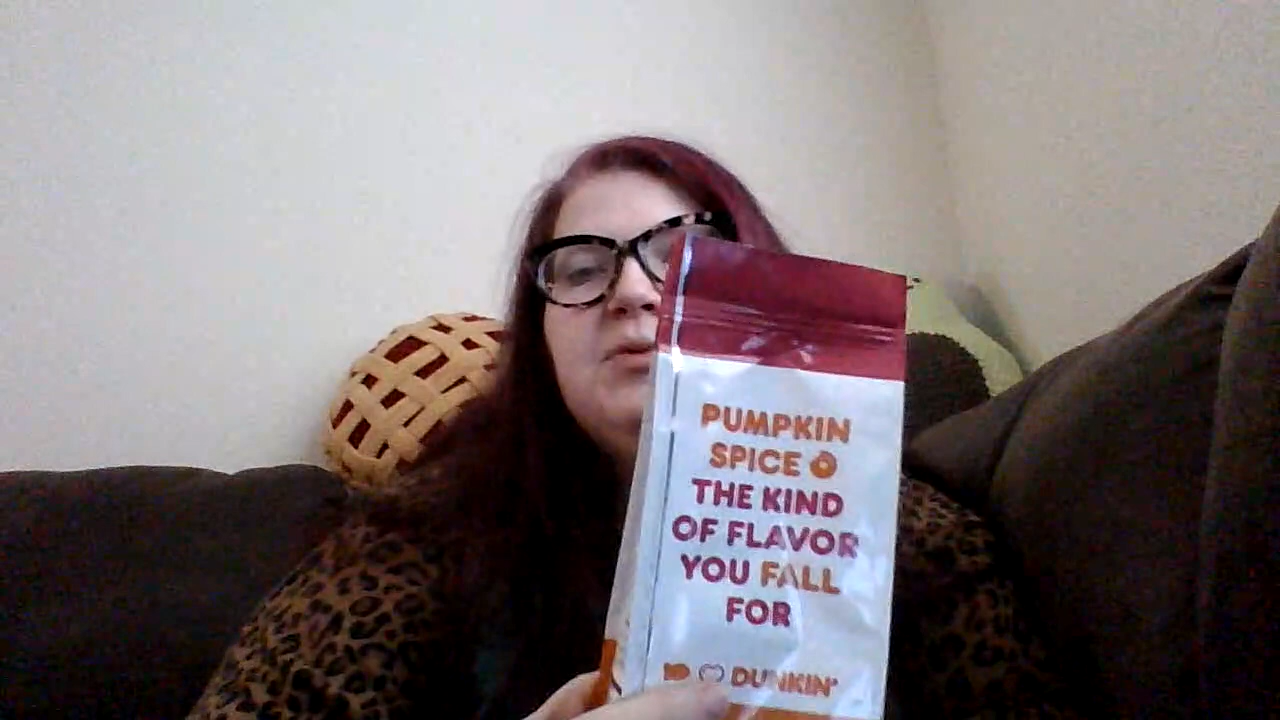 PUMPKIN
SPICE
THE KIND
OF FLAVOR
YOU FALL
FOR
DUNKIN'